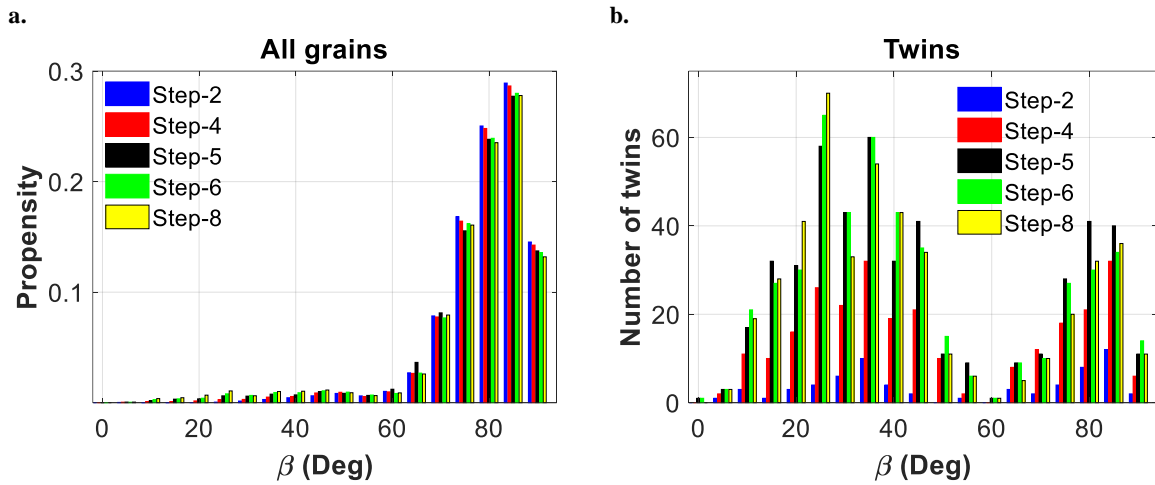 a.
All grains
Propensity
0.3
0.2
0.1
0
0
20
40
60
80
β (Deg)
Step-2
Step-4
Step-5
Step-6
Step-8
b.
Twins
Number of twins
60
40
20
0
0
20
40
60
80
β (Deg)
Step-2
Step-4
Step-5
Step-6
Step-8